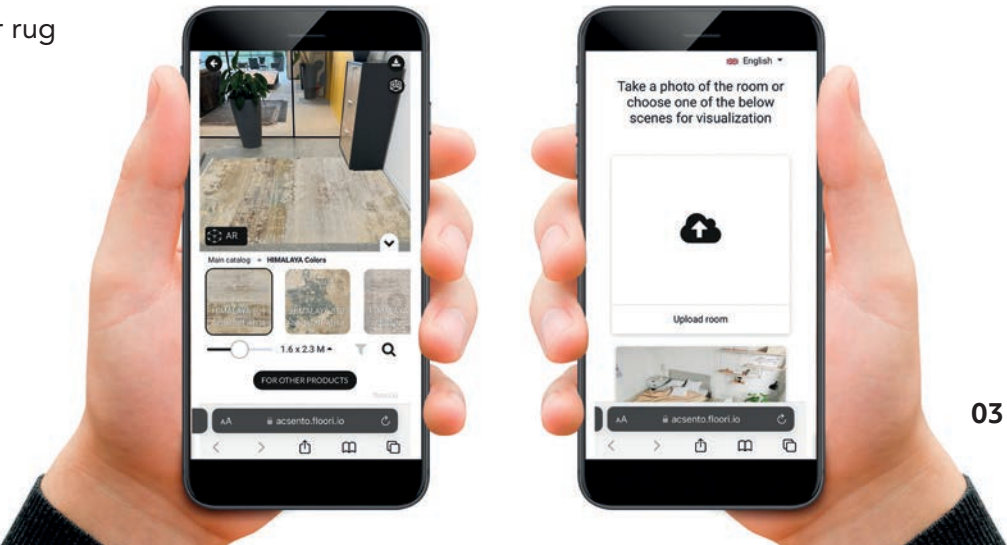 r rug
AR
Main catalog
HIMALAYA Colors
1.6 x 2.3 M
FOR OTHER PRODUCTS
AA
acsento.floori.io
English
Take a photo of the room or
choose one of the below
scenes for visualization
Upload room
AA
acsento.floori.io
03